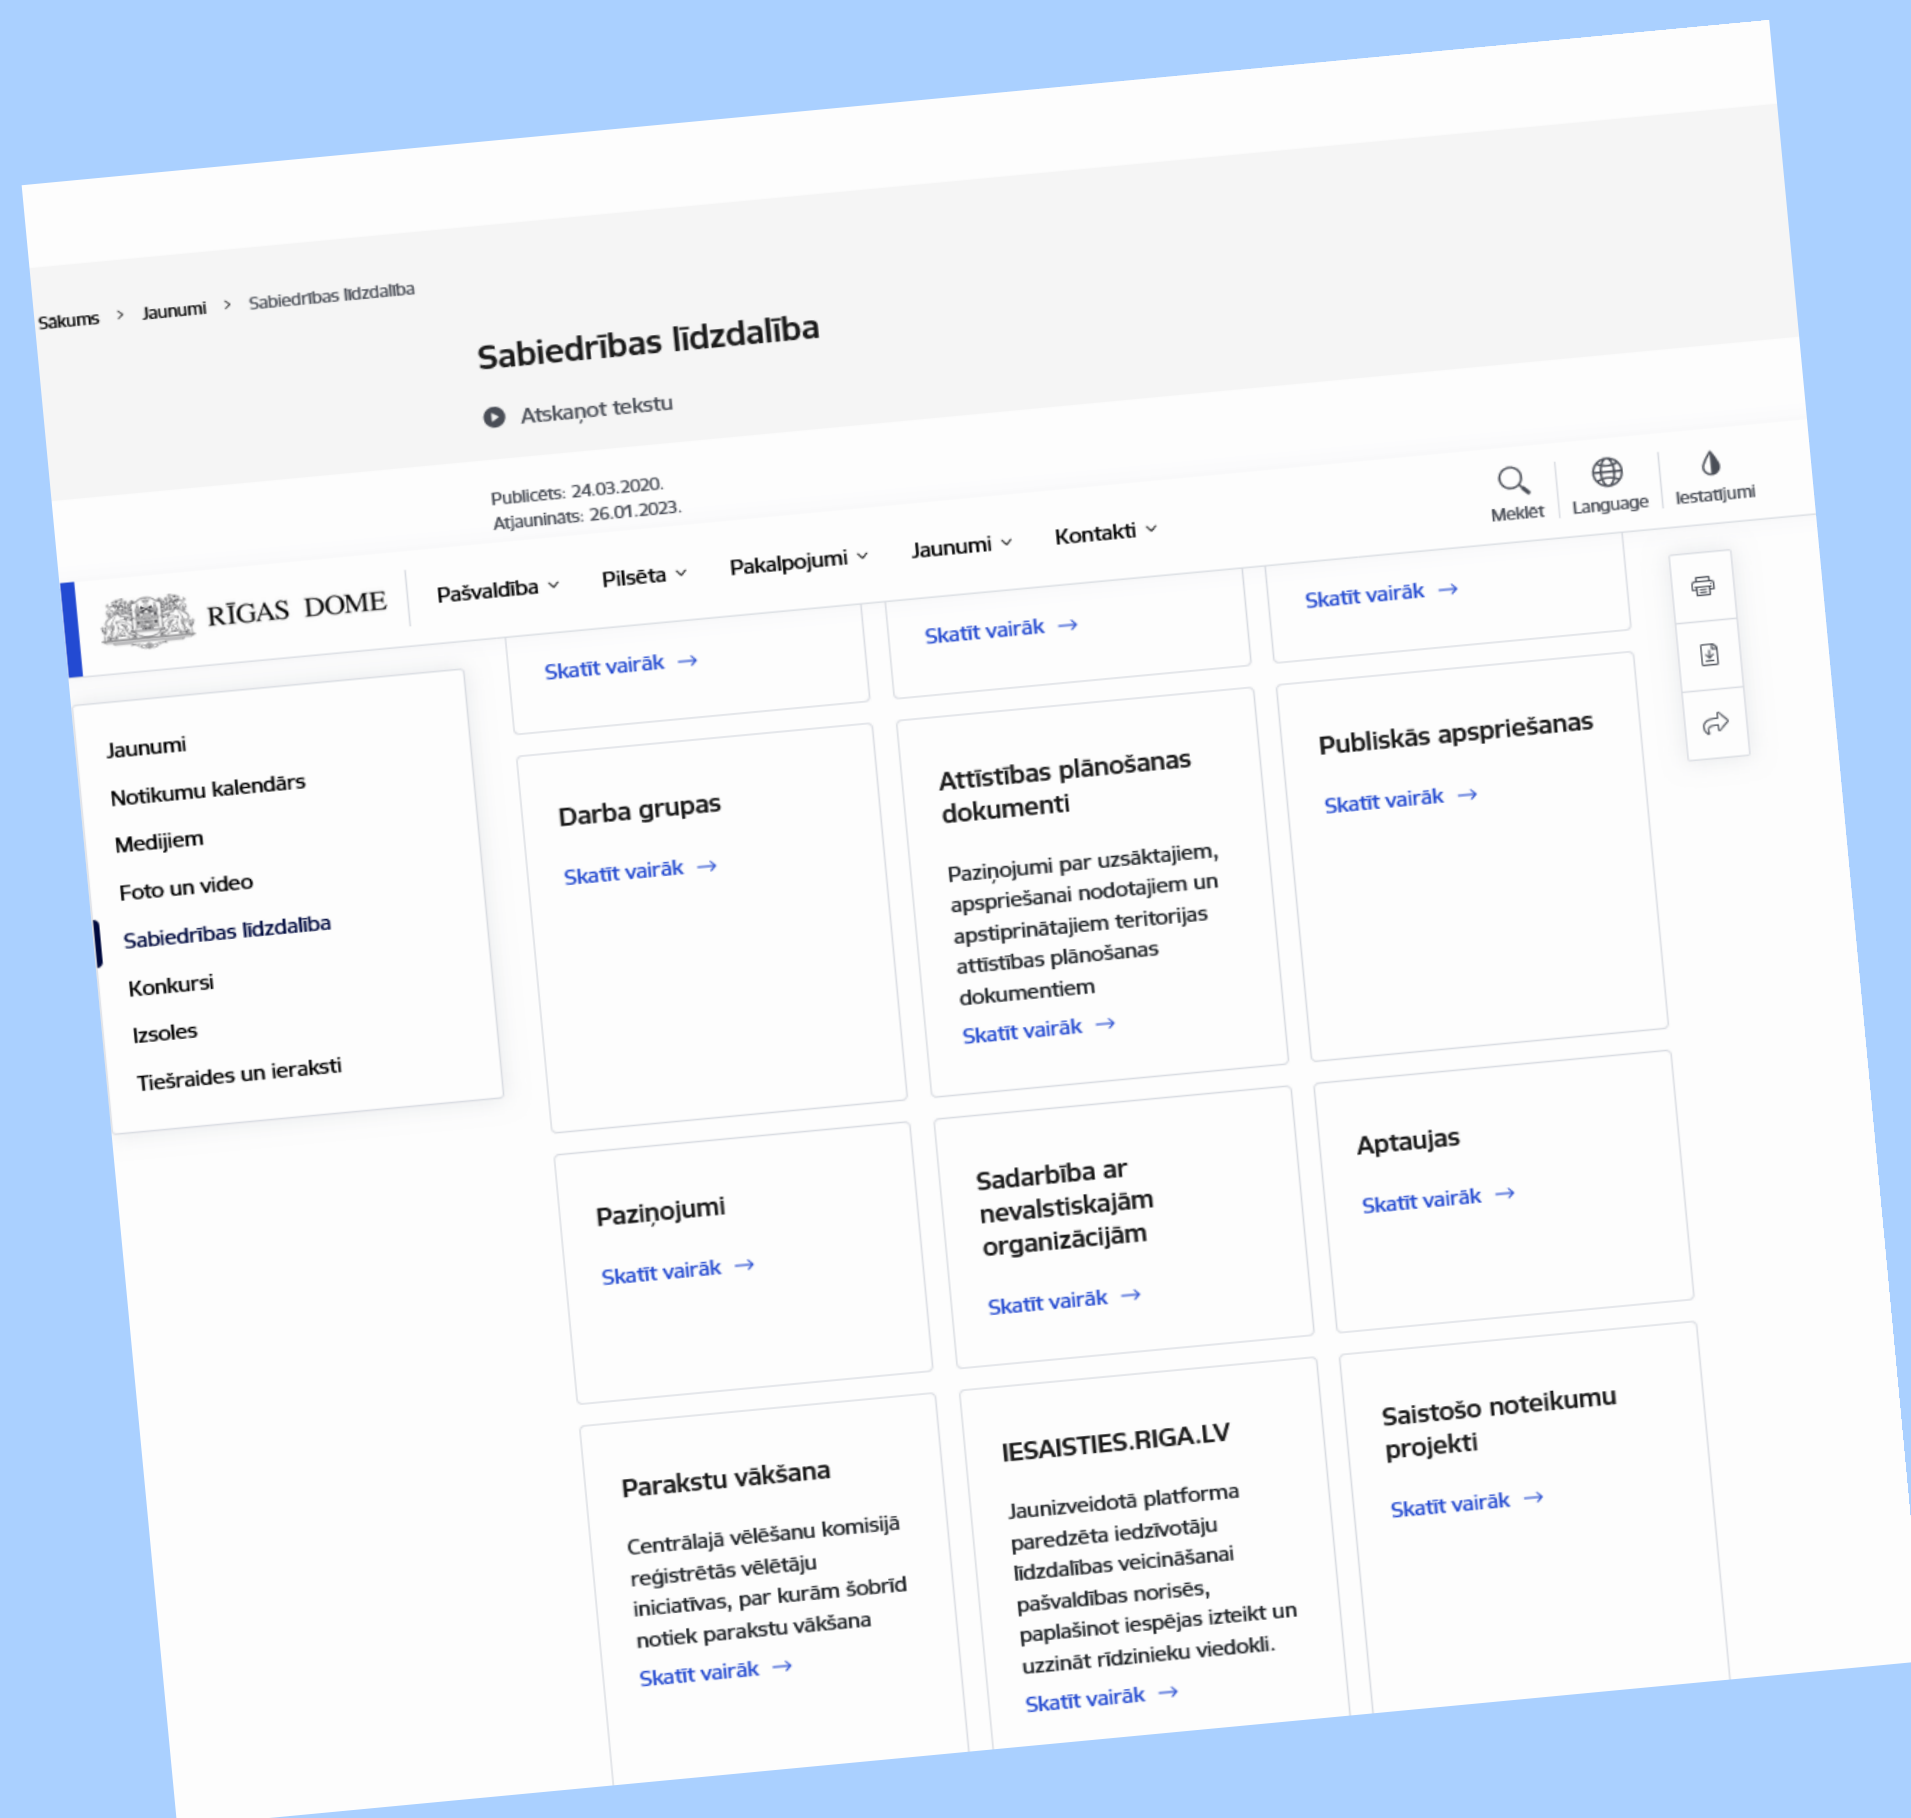 Sākums > Jaunumi > Sabiedrības līdzdalība
Sabiedrības līdzdalība
Atskaņot tekstu
Publicēts: 24.03.2020.
Atjaunināts: 26.01.2023.
RĪGAS DOME
Pašvaldība
Pilsēta
Pakalpojumi
Jaunumi
Kontakti
Meklēt
Language
Iestatījumi
Jaunumi
Notikumu kalendārs
Medijiem
Foto un video
Sabiedrības līdzdalība
Konkursi
Izsoles
Tiešraides un ieraksti
Skatīt vairāk →
Skatīt vairāk →
Skatīt vairāk →
Darba grupas
Skatīt vairāk →
Attīstības plānošanas
dokumenti
Paziņojumi par uzsāktajiem,
apspriešanai nodotajiem un
apstiprinātajiem teritorijas
attīstības plānošanas
dokumentiem
Skatīt vairāk →
Publiskās apspriešanas
Skatīt vairāk →
Paziņojumi
Skatīt vairāk →
Sadarbība ar
nevalstiskajām
organizācijām
Skatīt vairāk →
Aptaujas
Skatīt vairāk →
Parakstu vākšana
Centrālajā vēlēšanu komisijā
reģistrētās vēlētāju
iniciatīvas, par kurām šobrīd
notiek parakstu vākšana
Skatīt vairāk →
IESAISTIES.RIGA.LV
Jaunizveidotā platforma
paredzēta iedzīvotāju
līdzdalības veicināšanai
pašvaldības norisēs,
paplašinot iespējas izteikt un
uzzināt rīdzinieku viedokli.
Skatīt vairāk →
Saistošo noteikumu
projekti
Skatīt vairāk →